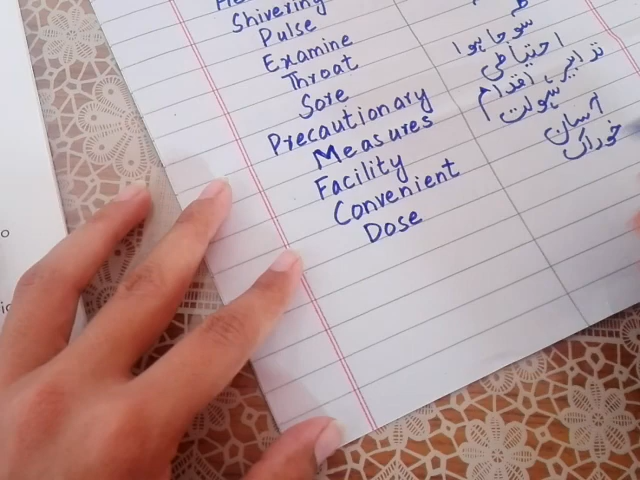 Shivering
Pulse
Examine
Throat
Sore سوجا ہوا
Precautionary احتیاطی
Measures تدابیر، اقدام
Facility سہولت
Convenient آسان
Dose خوراک